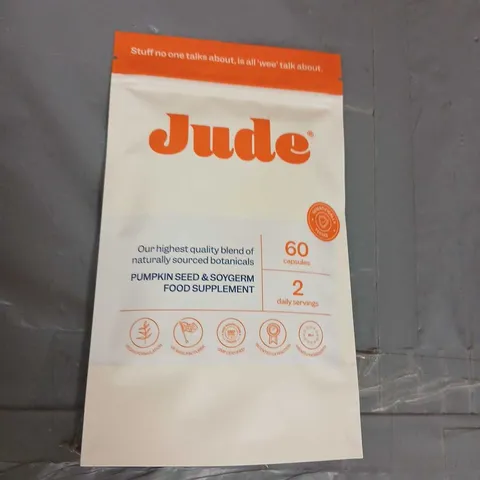 Stuff no one talks about, is all 'wee' talk about.
Jude®
Our highest quality blend of
naturally sourced botanicals
PUMPKIN SEED & SOYGERM
FOOD SUPPLEMENT
60
capsules
2
daily servings